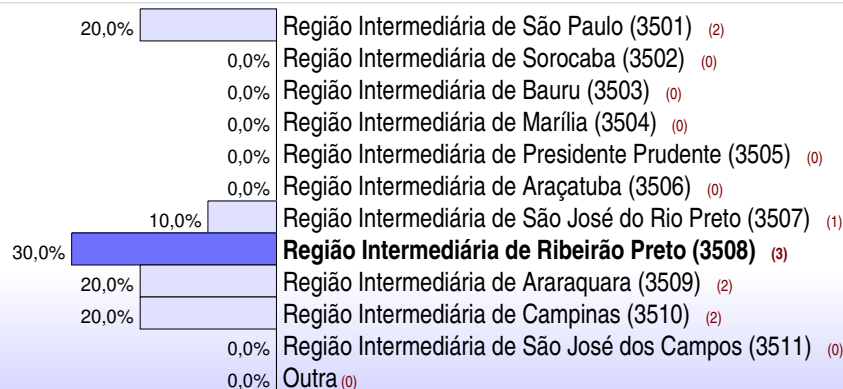 20,0% Região Intermediária de São Paulo (3501) (2)
0,0% Região Intermediária de Sorocaba (3502) (0)
0,0% Região Intermediária de Bauru (3503) (0)
0,0% Região Intermediária de Marília (3504) (0)
0,0% Região Intermediária de Presidente Prudente (3505) (0)
0,0% Região Intermediária de Araçatuba (3506) (0)
10,0% Região Intermediária de São José do Rio Preto (3507) (1)
30,0% Região Intermediária de Ribeirão Preto (3508) (3)
20,0% Região Intermediária de Araraquara (3509) (2)
20,0% Região Intermediária de Campinas (3510) (2)
0,0% Região Intermediária de São José dos Campos (3511) (0)
0,0% Outra (0)